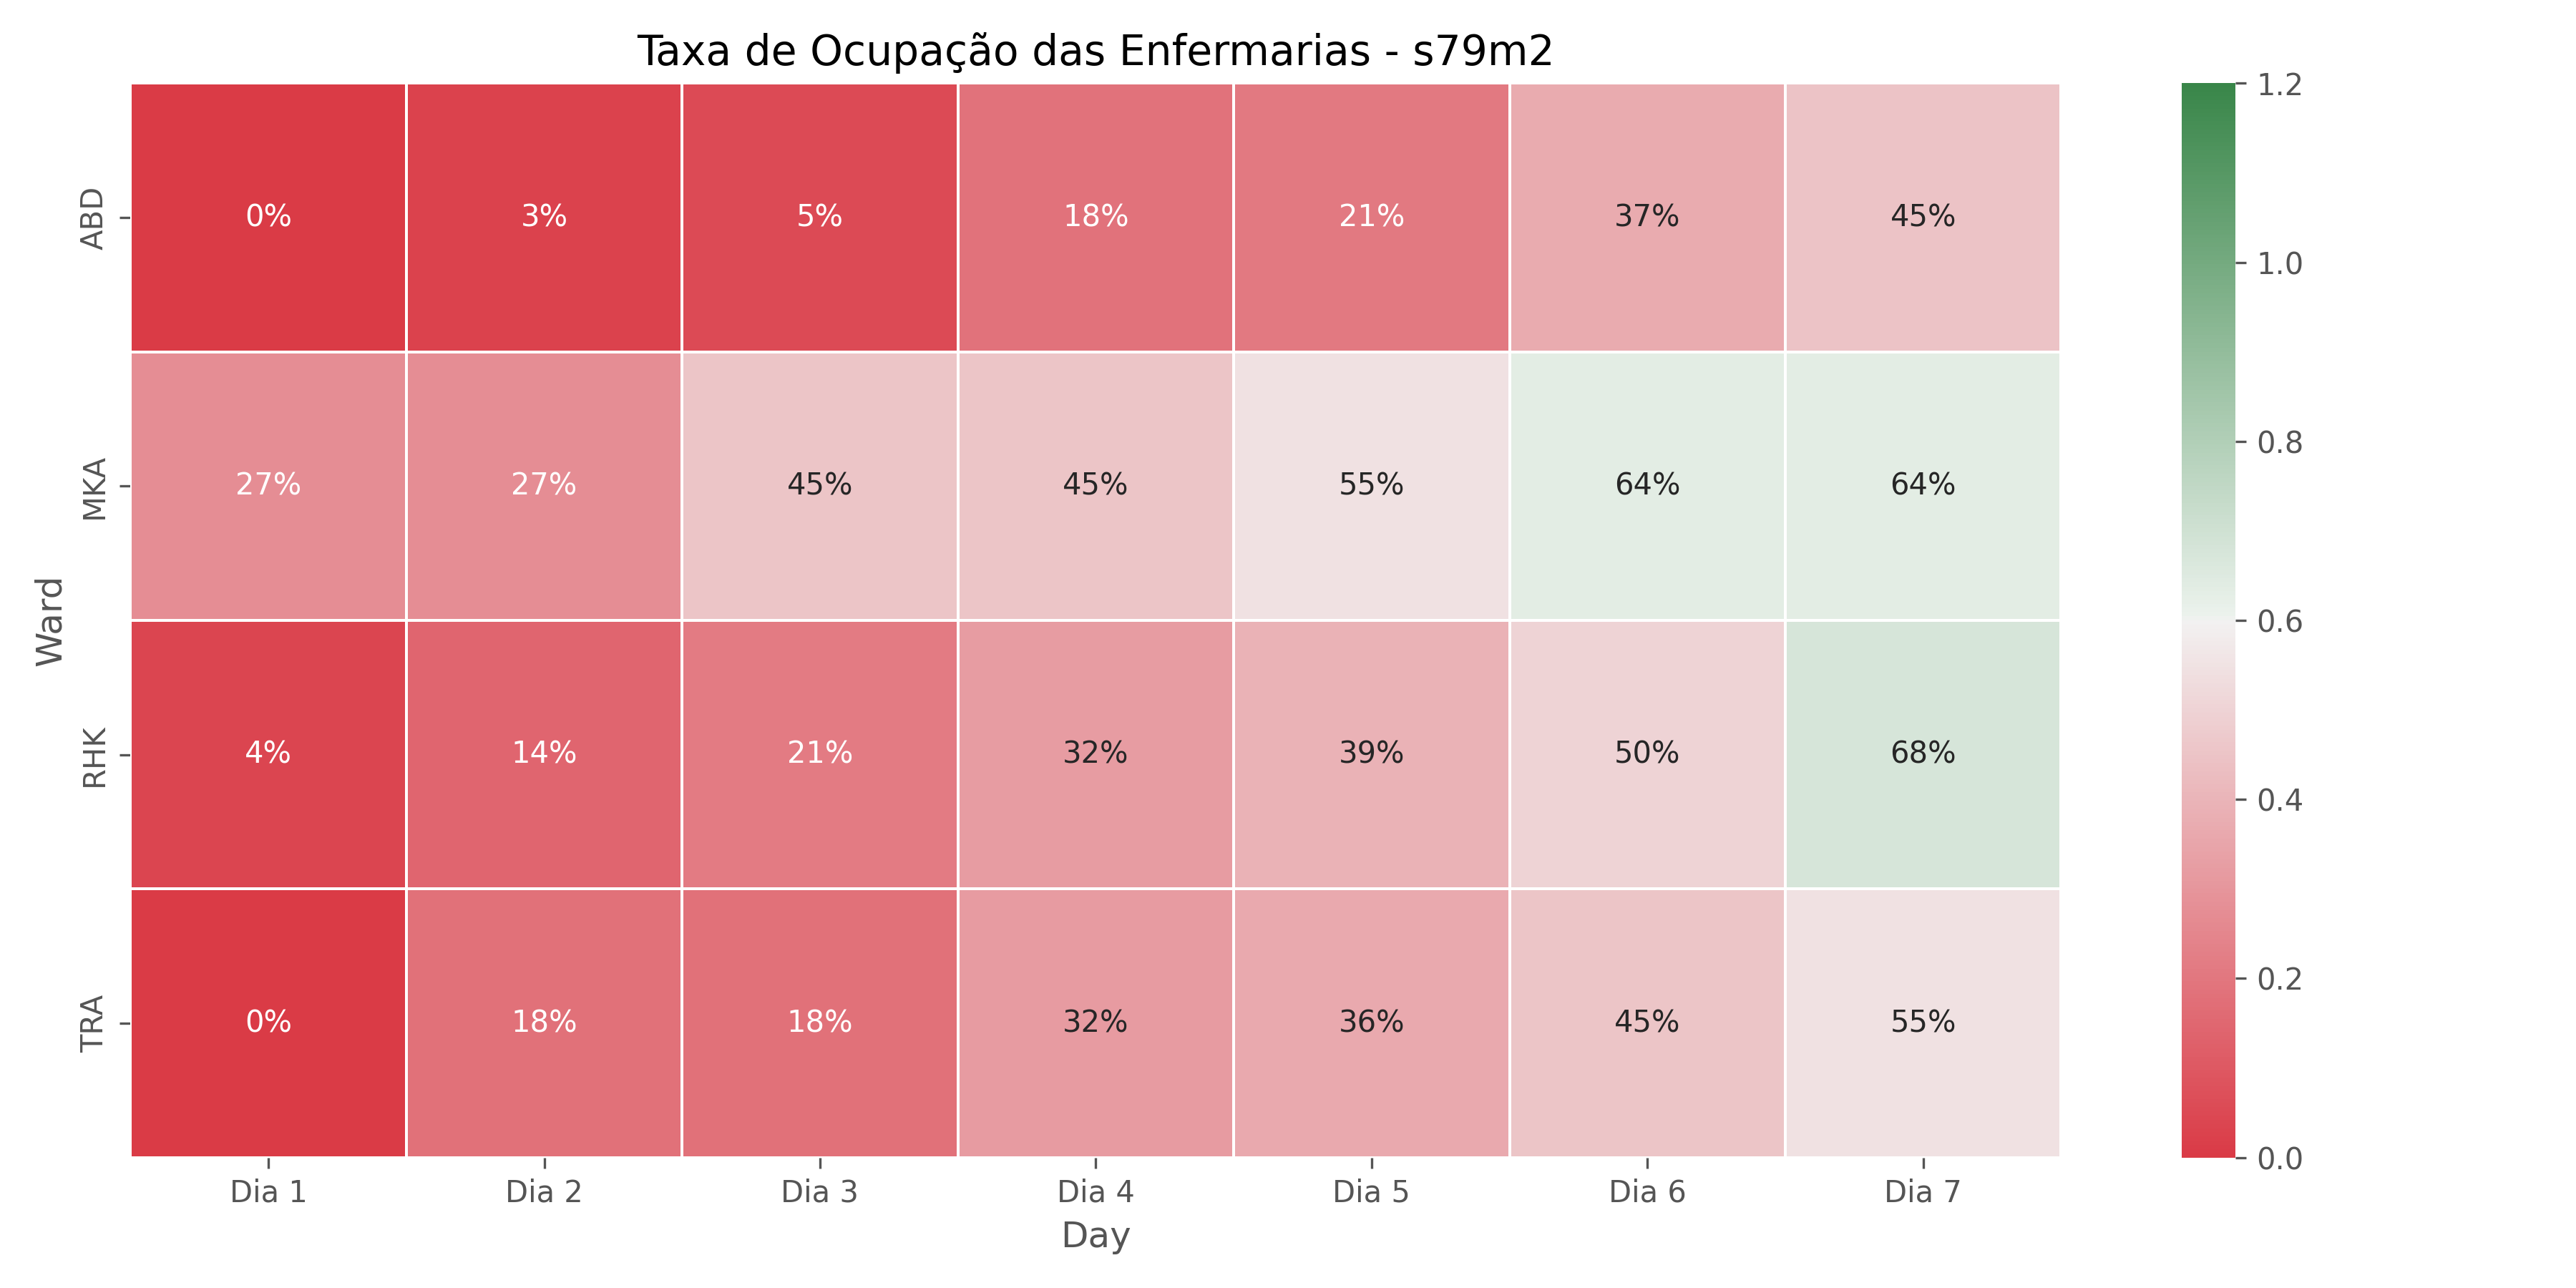 Taxa de Ocupação das Enfermarias - s79m2
Ward
ABD 0% 3% 5% 18% 21% 37% 45%
MKA 27% 27% 45% 45% 55% 64% 64%
RHK 4% 14% 21% 32% 39% 50% 68%
TRA 0% 18% 18% 32% 36% 45% 55%
Dia 1 Dia 2 Dia 3 Dia 4 Dia 5 Dia 6 Dia 7
Day
1.2
1.0
0.8
0.6
0.4
0.2
0.0